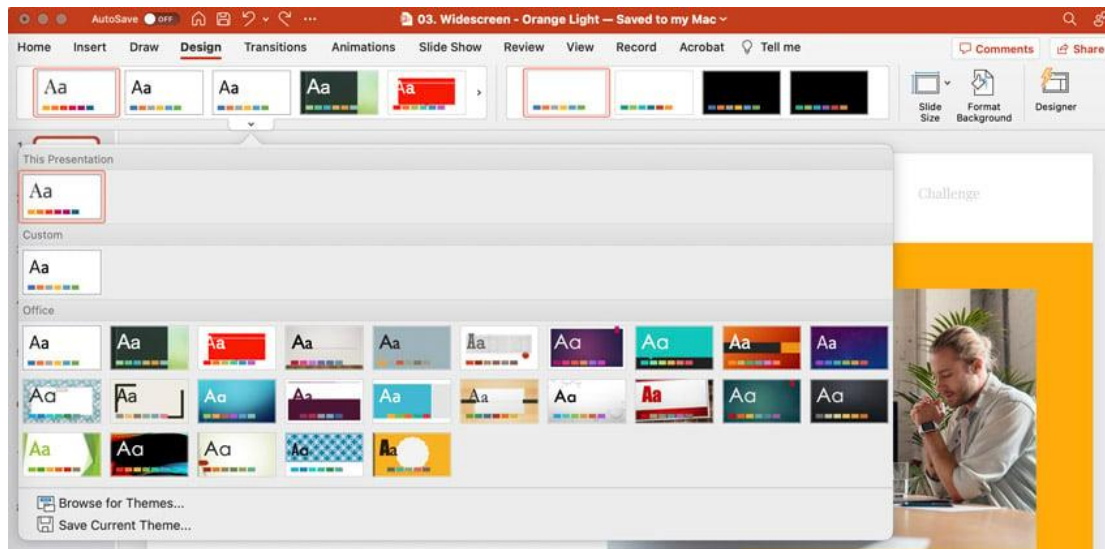 AutoSave OFF ... 03. Widescreen - Orange Light — Saved to my Mac
Home Insert Draw Design Transitions Animations Slide Show Review View Record Acrobat Tell me Comments Share
Aa Aa Aa Aa Aa
Slide Size Format Background Designer
This Presentation
Aa
Challenge
Custom
Aa
Office
Aa Aa Aa Aa Aa Aa Aa Aa Aa Aa
Aa Aa Aa Aa Aa Aa Aa Aa Aa Aa
Aa Aa Aa Aa Aa
Browse for Themes...
Save Current Theme...